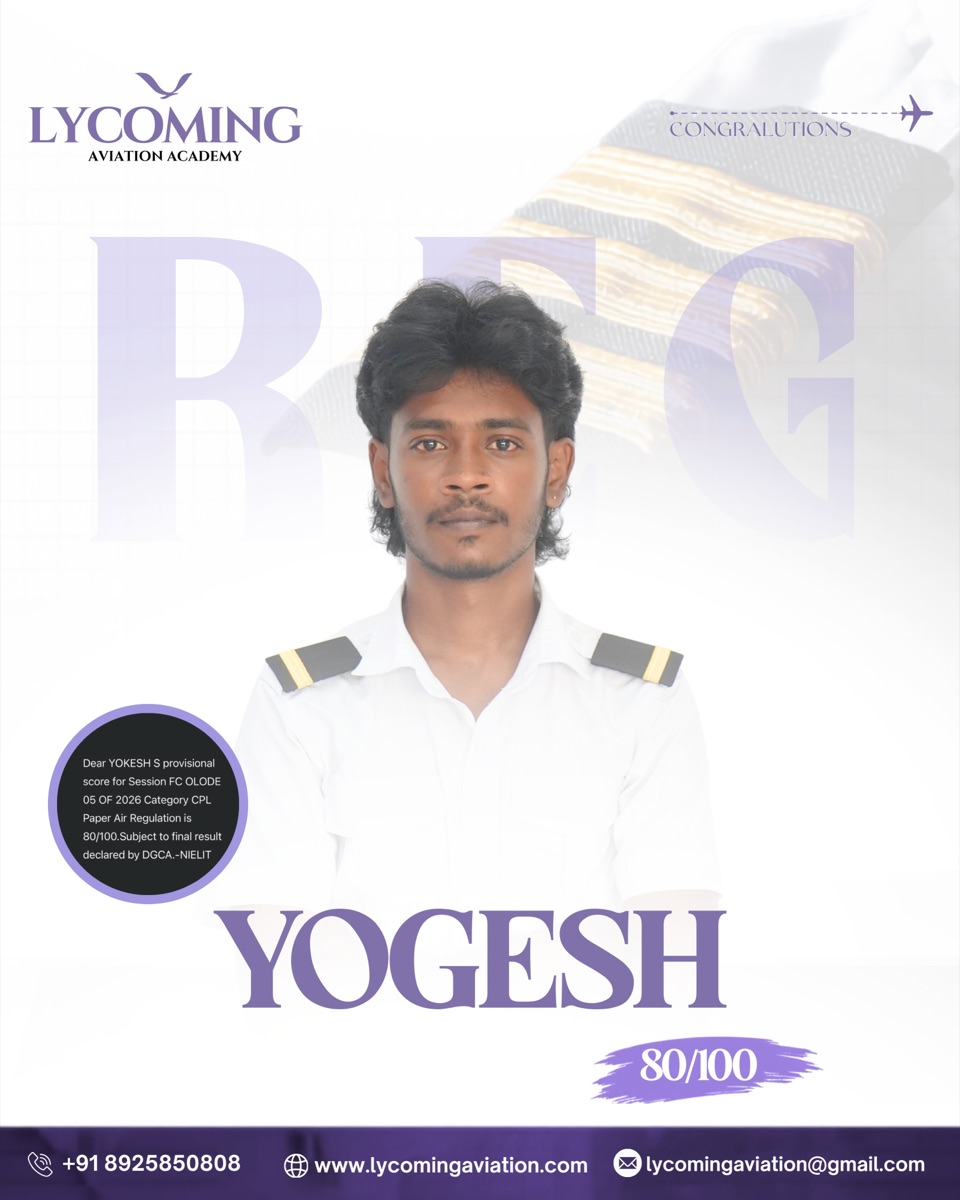 LYCOMING
AVIATION ACADEMY
CONGRALUTIONS
REG
Dear YOKESH S provisional
score for Session FC OLODE
05 OF 2026 Category CPL
Paper Air Regulation is
80/100.Subject to final result
declared by DGCA.-NIELIT
YOGESH
80/100
+91 8925850808
www.lycomingaviation.com
lycomingaviation@gmail.com